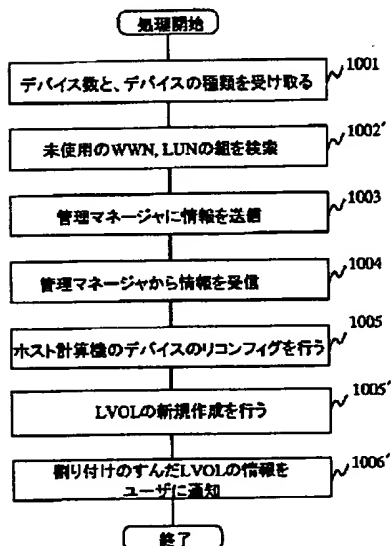 処理開始
デバイス数と、デバイスの種類を受け取る
1001
未使用のWWN, LUNの組を検索
1002'
管理マネージャに情報を送信
1003
管理マネージャから情報を受信
1004
ホスト計算機のデバイスのリコンフィグを行う
1005
LVOLの新規作成を行う
1005'
割り付けのすんだLVOLの情報を
ユーザに通知
1006'
終了